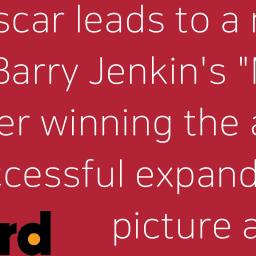 scar leads to a
Barry Jenkin's "
er winning the a
ccessful expand
rd
picture a